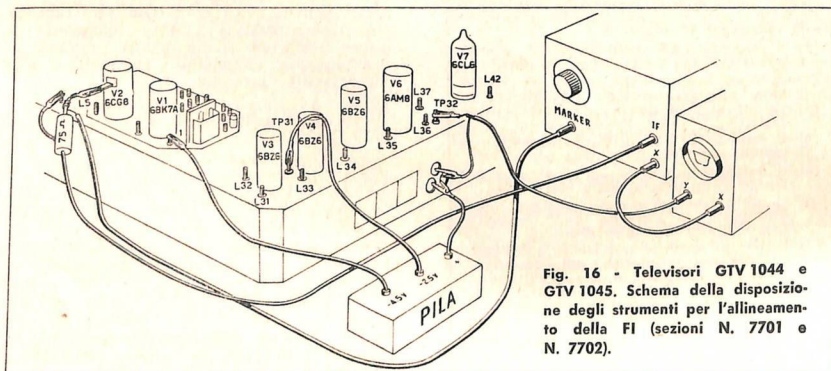 V2
6CG8
L5
V1
6BK7A
1
75Ω
TP31
V3
6BZ6
V4
6BZ6
V5
6BZ6
V6
6AM8
L37
TP32
V7
6CL6
L42
L36
L35
L34
L33
L32
L31
MARKER
IF
X
Y
X
-4,5V
-2,5V
+
PILA
Fig. 16 - Televisori GTV 1044 e
GTV 1045. Schema della disposizio-
ne degli strumenti per l'allineamen-
to della FI (sezioni N. 7701 e
N. 7702).